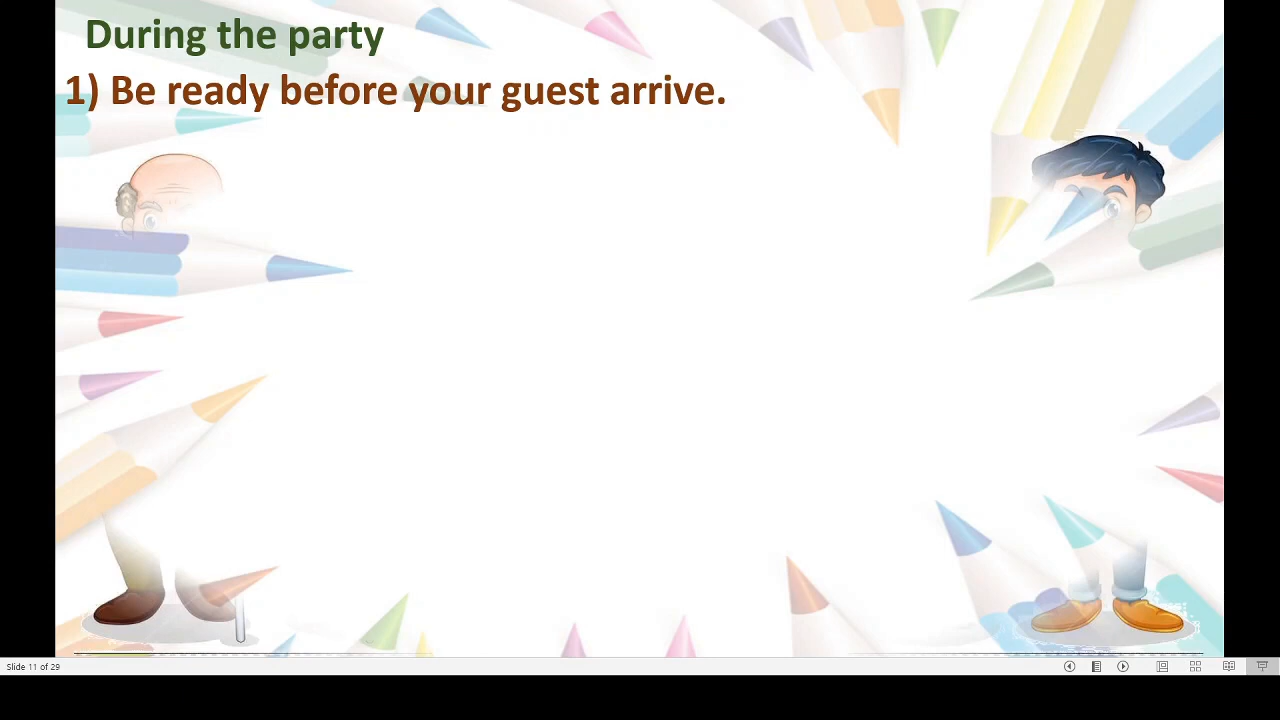 During the party
1) Be ready before your guest arrive.
Slide 11 of 29